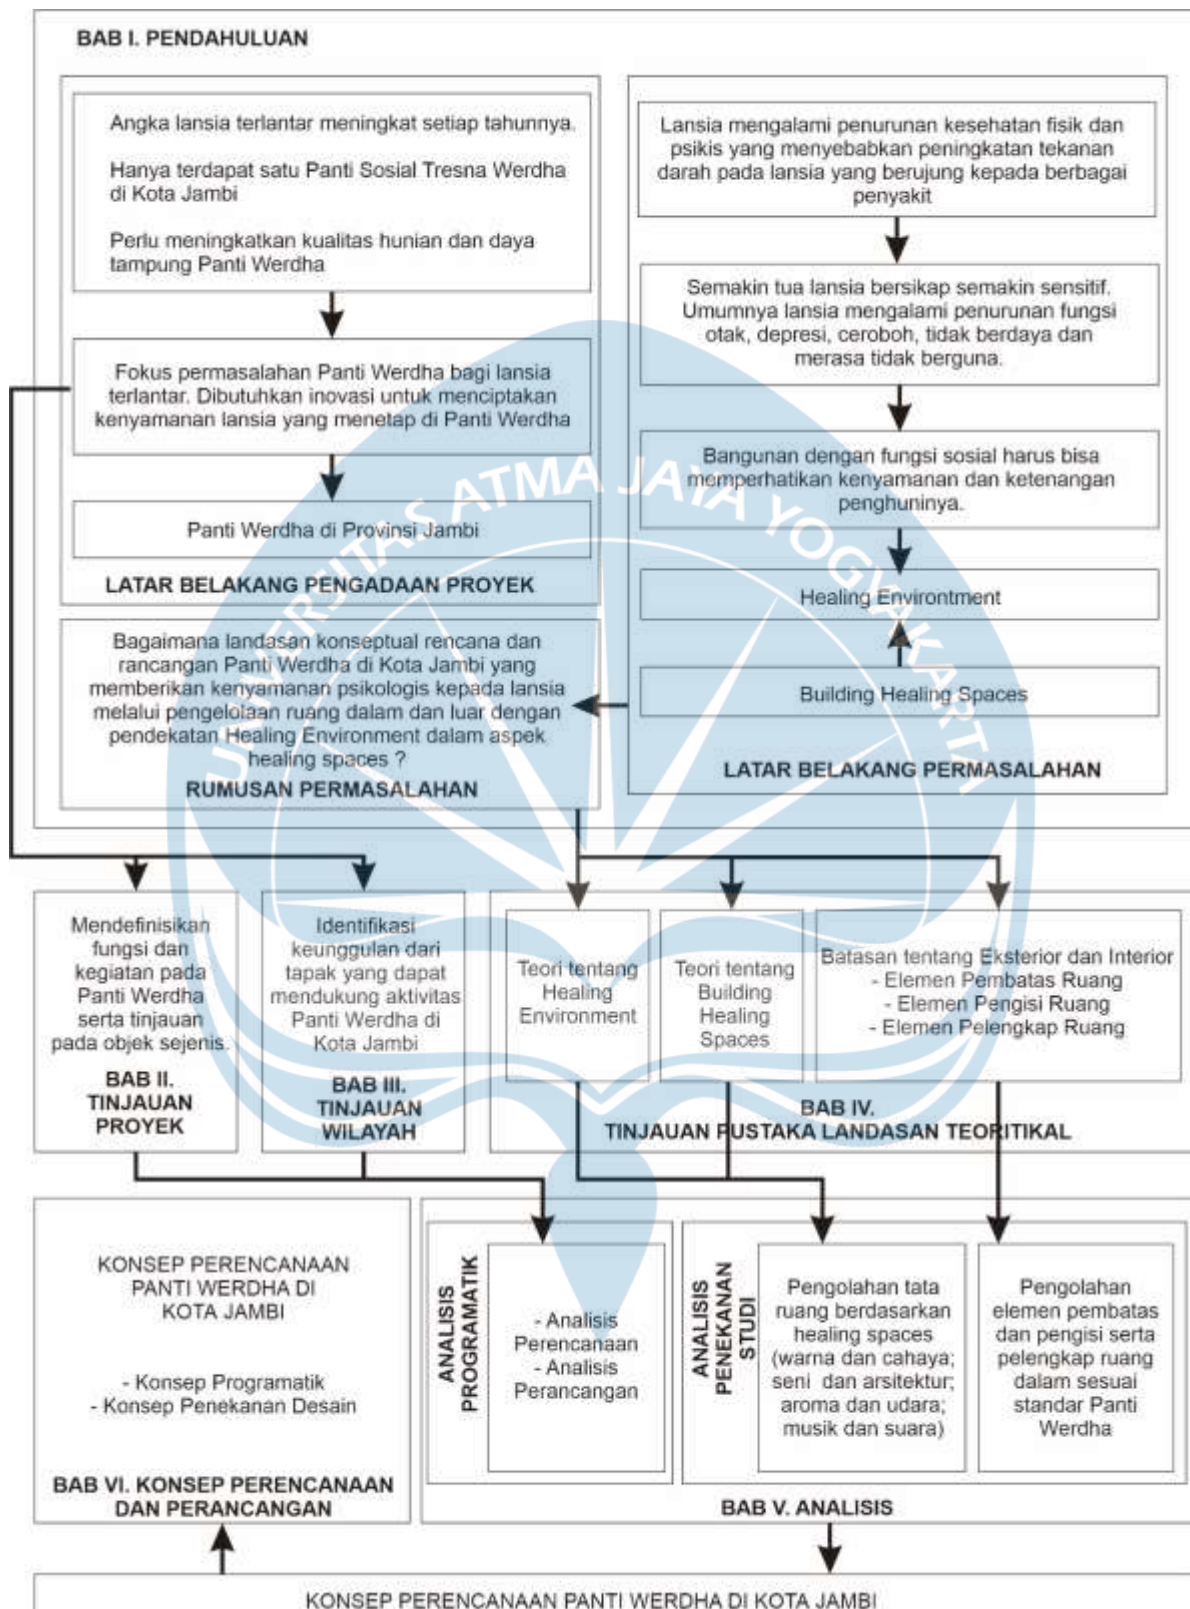 BAB I. PENDAHULUAN
Angka lansia terlantar meningkat setiap tahunnya.
Hanya terdapat satu Panti Sosial Tresna Werdha
di Kota Jambi
Perlu meningkatkan kualitas hunian dan daya
tampung Panti Werdha
Fokus permasalahan Panti Werdha bagi lansia
terlantar. Dibutuhkan inovasi untuk menciptakan
kenyamanan lansia yang menetap di Panti Werdha
Panti Werdha di Provinsi Jambi
LATAR BELAKANG PENGADAAN PROYEK
Lansia mengalami penurunan kesehatan fisik dan
psikis yang menyebabkan peningkatan tekanan
darah pada lansia yang berujung kepada berbagai
penyakit
Semakin tua lansia bersikap semakin sensitif.
Umumnya lansia mengalami penurunan fungsi
otak, depresi, ceroboh, tidak berdaya dan
merasa tidak berguna.
Bangunan dengan fungsi sosial harus bisa
memperhatikan kenyamanan dan ketenangan
penghuninya.
Healing Environtment
Building Healing Spaces
LATAR BELAKANG PERMASALAHAN
Bagaimana landasan konseptual rencana dan
rancangan Panti Werdha di Kota Jambi yang
memberikan kenyamanan psikologis kepada lansia
melalui pengelolaan ruang dalam dan luar dengan
pendekatan Healing Environment dalam aspek
healing spaces ?
RUMUSAN PERMASALAHAN
UNIVERSITAS ATMA JAYA YOGYAKARTA
Mendefinisikan
fungsi dan
kegiatan pada
Panti Werdha
serta tinjauan
pada objek sejenis.
BAB II.
TINJAUAN
PROYEK
Identifikasi
keunggulan dari
tapak yang dapat
mendukung aktivitas
Panti Werdha di
Kota Jambi
BAB III.
TINJAUAN
WILAYAH
Teori tentang
Healing
Environment
Teori tentang
Building
Healing
Spaces
Batasan tentang Eksterior dan Interior
- Elemen Pembatas Ruang
- Elemen Pengisi Ruang
- Elemen Pelengkap Ruang
BAB IV.
TINJAUAN PUSTAKA LANDASAN TEORITIKAL
KONSEP PERENCANAAN
PANTI WERDHA DI
KOTA JAMBI
- Konsep Programatik
- Konsep Penekanan Desain
BAB VI. KONSEP PERENCANAAN
DAN PERANCANGAN
ANALISIS
PROGRAMATIK
- Analisis
Perencanaan
- Analisis
Perancangan
ANALISIS
PENEKANAN
STUDI
Pengolahan tata
ruang berdasarkan
healing spaces
(warna dan cahaya;
seni dan arsitektur;
aroma dan udara;
musik dan suara)
Pengolahan
elemen pembatas
dan pengisi serta
pelengkap ruang
dalam sesuai
standar Panti
Werdha
BAB V. ANALISIS
KONSEP PERENCANAAN PANTI WERDHA DI KOTA JAMBI